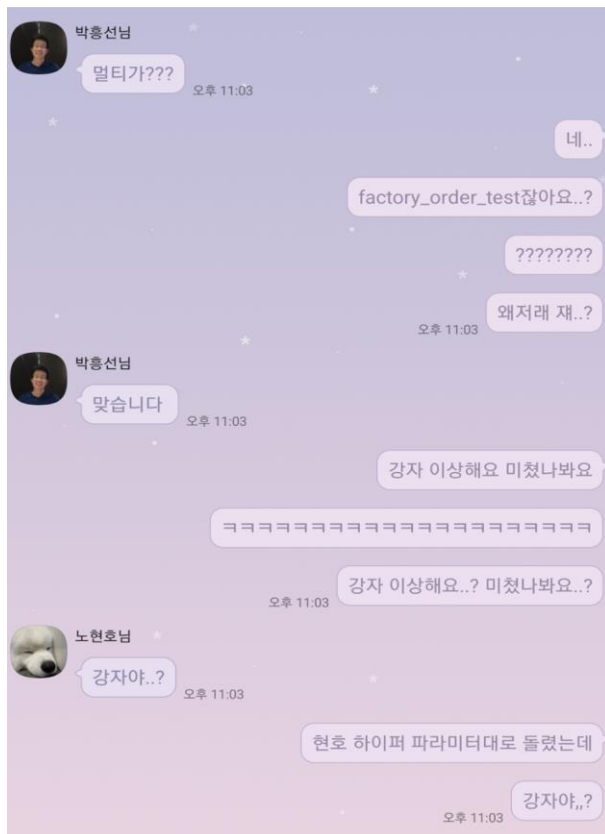 박흥선님
멀티가???
오후 11:03
네..
factory_order_test잖아요..?
????????
왜저래 쟤..?
오후 11:03
박흥선님
맞습니다
오후 11:03
강자 이상해요 미쳤나봐요
ㅋㅋㅋㅋㅋㅋㅋㅋㅋㅋㅋㅋㅋㅋㅋㅋㅋㅋㅋㅋㅋ
강자 이상해요..? 미쳤나봐요..?
오후 11:03
노현호님
강자야..?
오후 11:03
현호 하이퍼 파라미터대로 돌렸는데
강자야,,?
오후 11:03